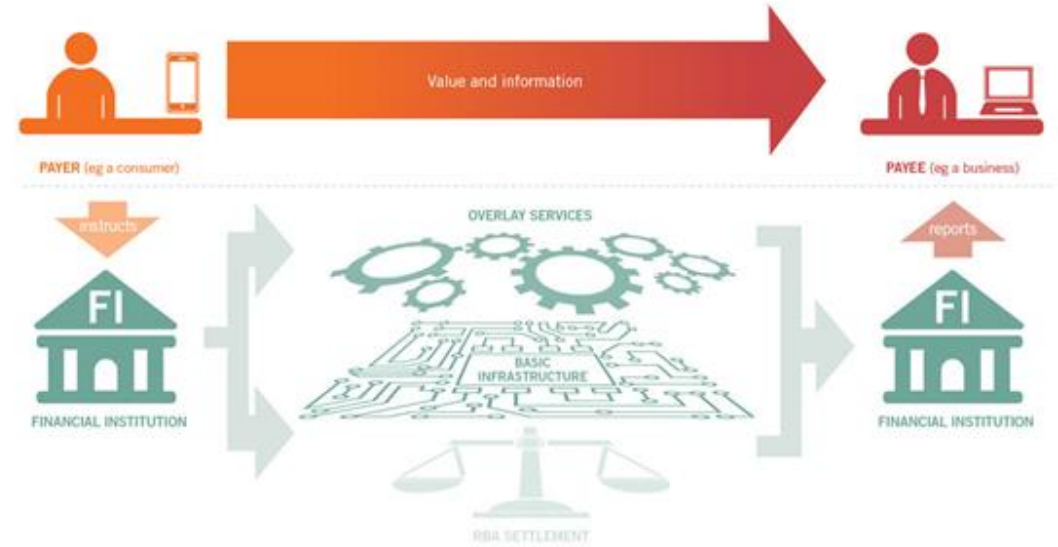 Value and information
PAYER (eg a consumer)
PAYEE (eg a business)
instructs
OVERLAY SERVICES
reports
FI
FI
BASIC
INFRASTRUCTURE
FINANCIAL INSTITUTION
FINANCIAL INSTITUTION
RBA SETTLEMENT